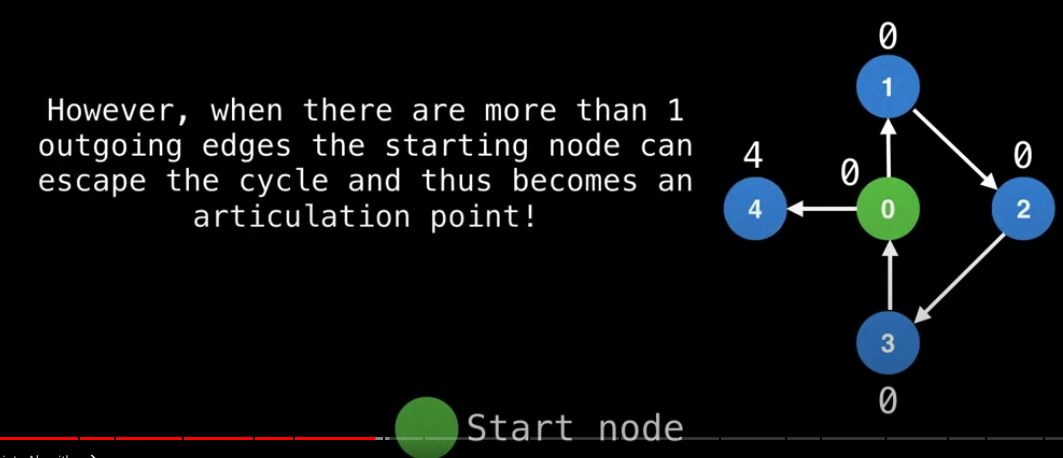 However, when there are more than 1
outgoing edges the starting node can
escape the cycle and thus becomes an
articulation point!
0
1
4
0
0
4
0
2
3
0
Start node